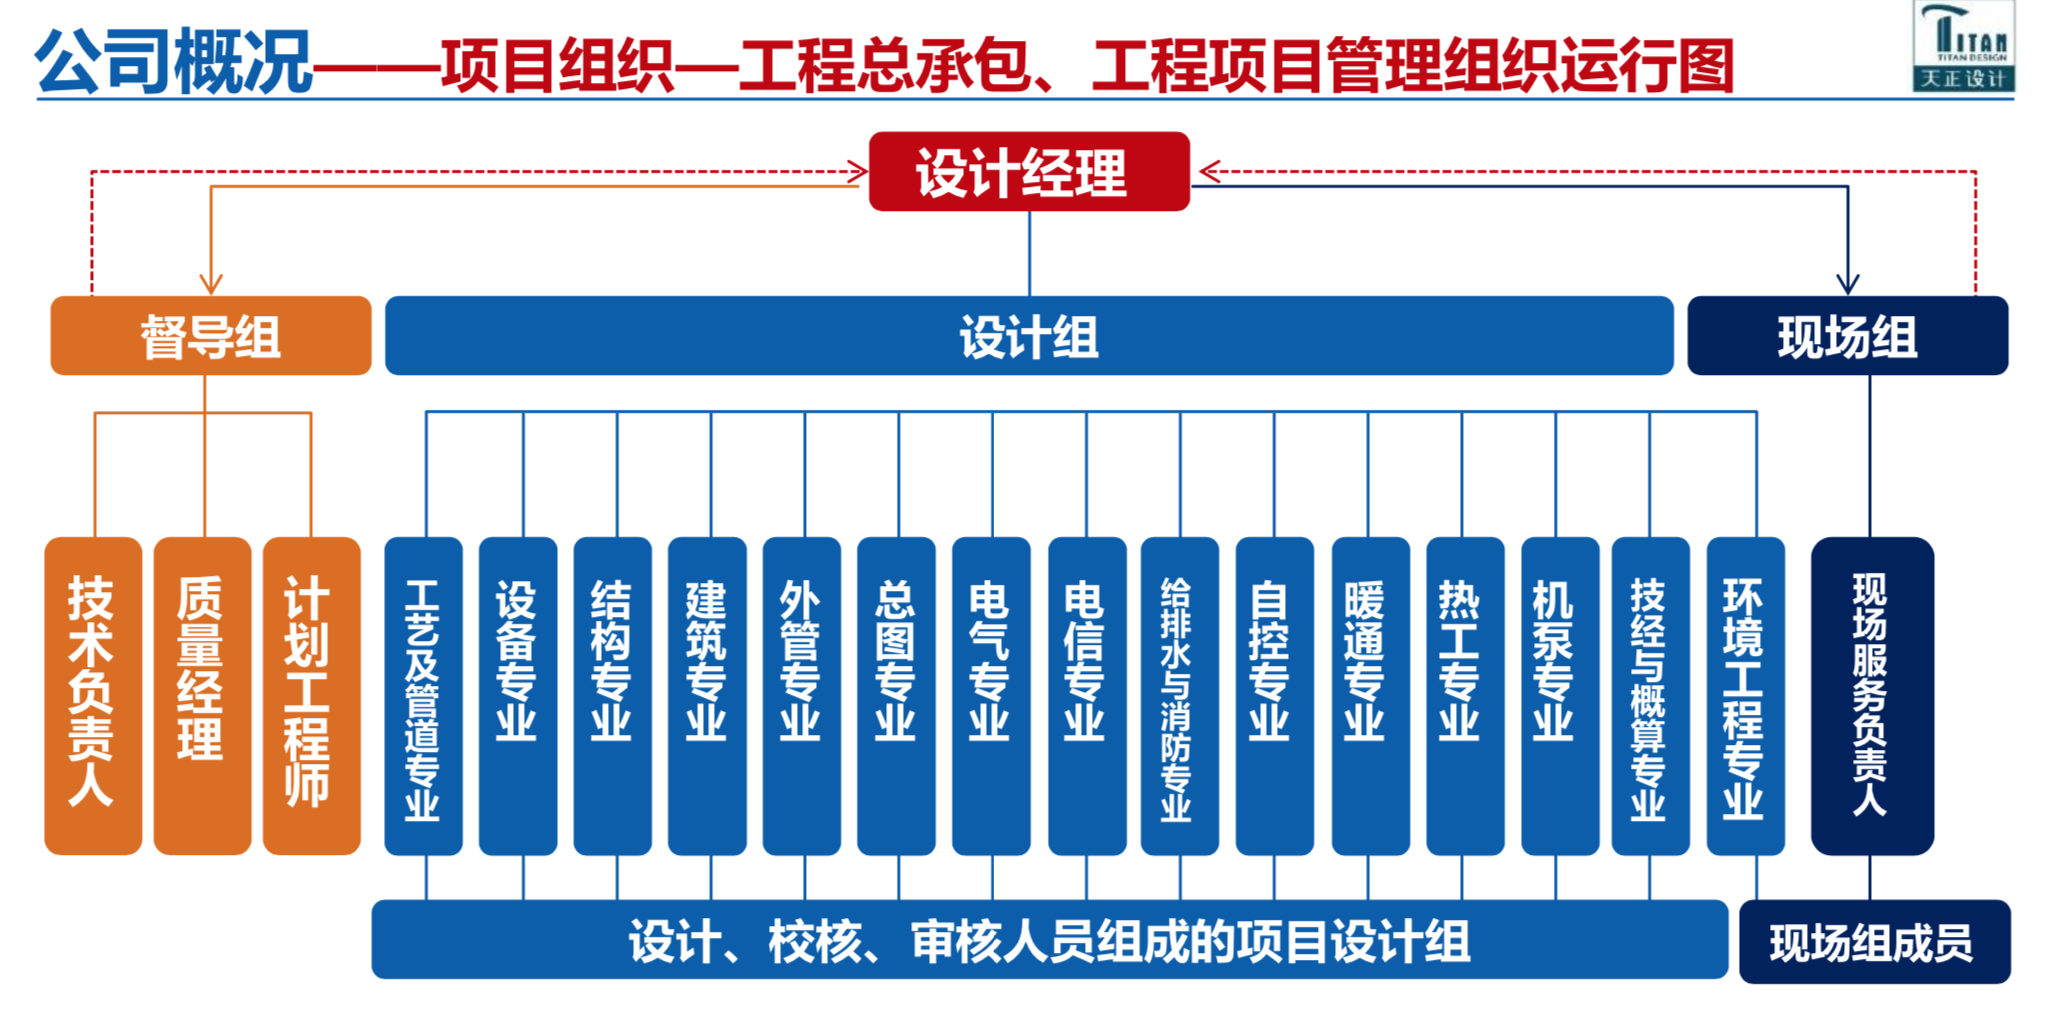 公司概况——项目组织—工程总承包、工程项目管理组织运行图
TITAN
TITAN DESIGN
天正设计
设计经理
督导组
设计组
现场组
技术负责人
质量经理
计划工程师
工艺及管道专业
设备专业
结构专业
建筑专业
外管专业
总图专业
电气专业
电信专业
给排水与消防专业
自控专业
暖通专业
热工专业
机泵专业
技经与概算专业
环境工程专业
现场服务负责人
设计、校核、审核人员组成的项目设计组
现场组成员